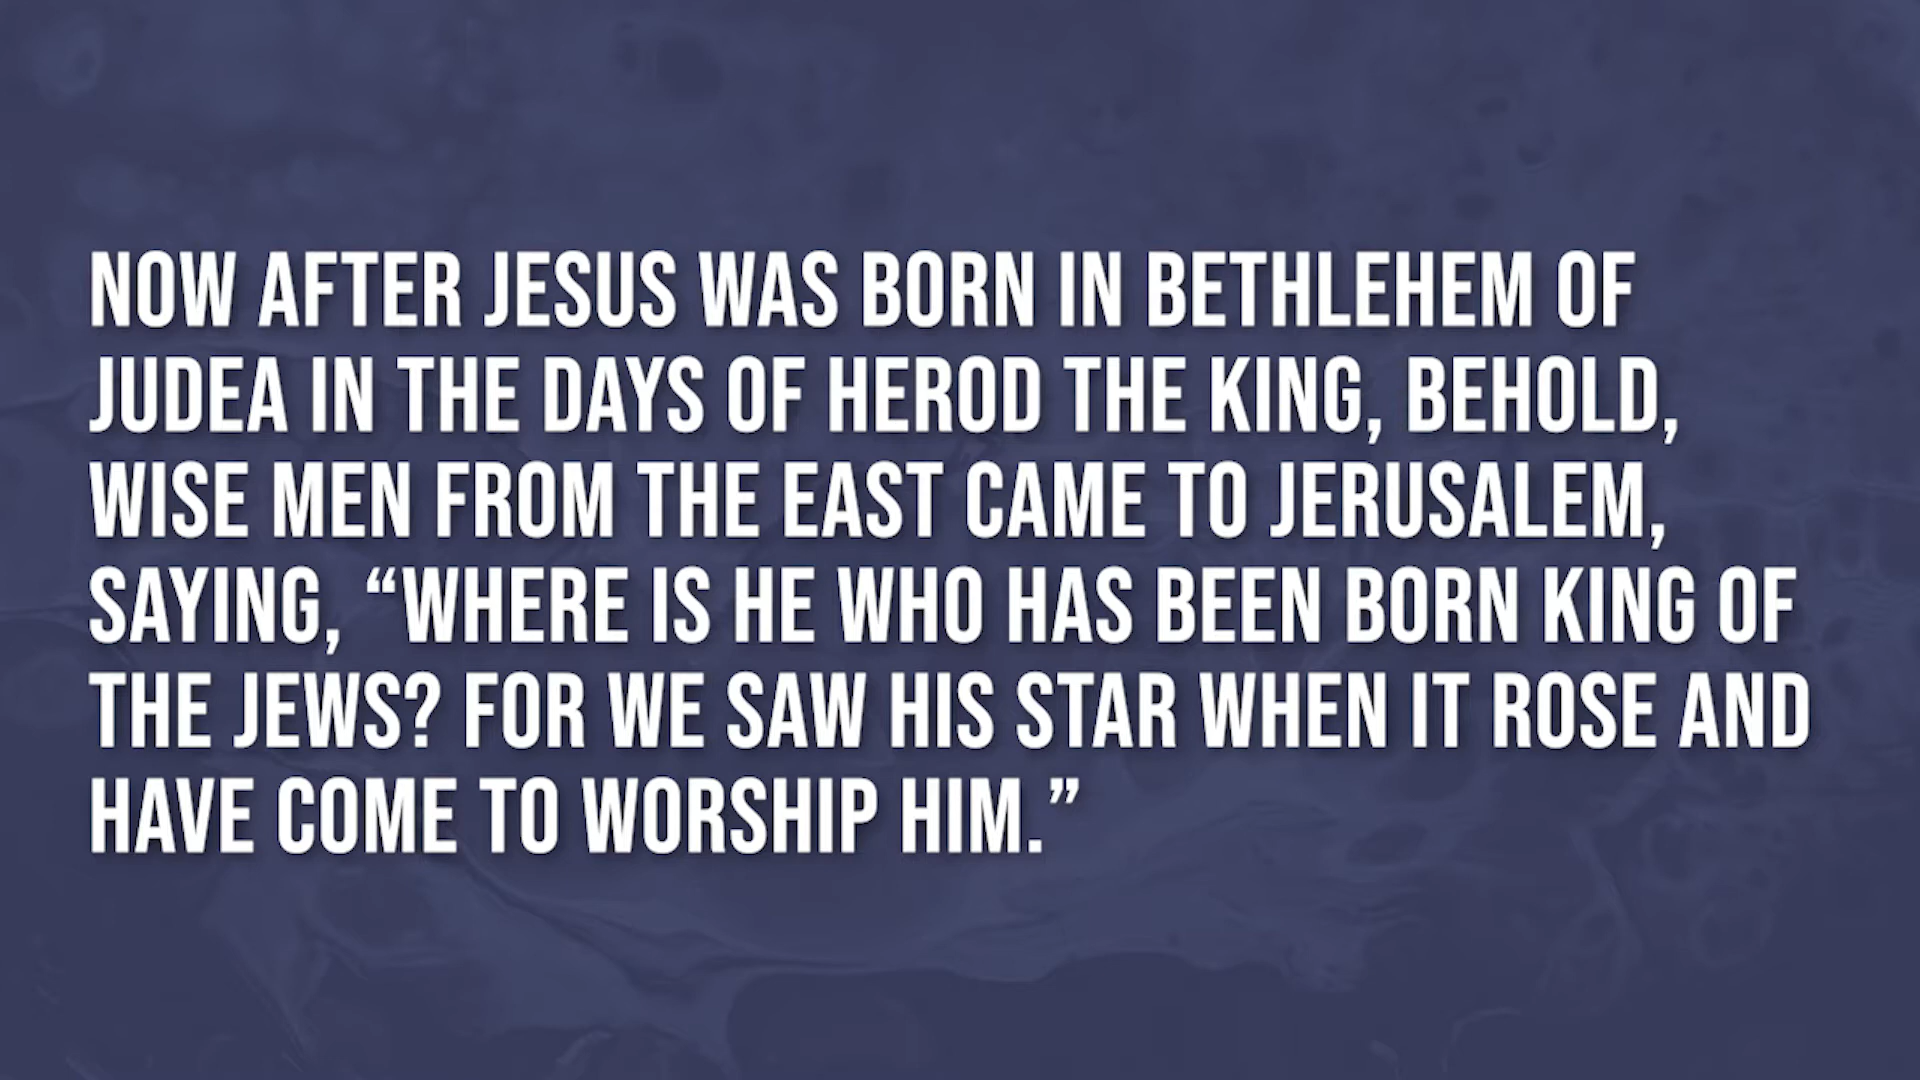 NOW AFTER JESUS WAS BORN IN BETHLEHEM OF
JUDEA IN THE DAYS OF HEROD THE KING, BEHOLD,
WISE MEN FROM THE EAST CAME TO JERUSALEM,
SAYING, “WHERE IS HE WHO HAS BEEN BORN KING OF
THE JEWS? FOR WE SAW HIS STAR WHEN IT ROSE AND
HAVE COME TO WORSHIP HIM.”